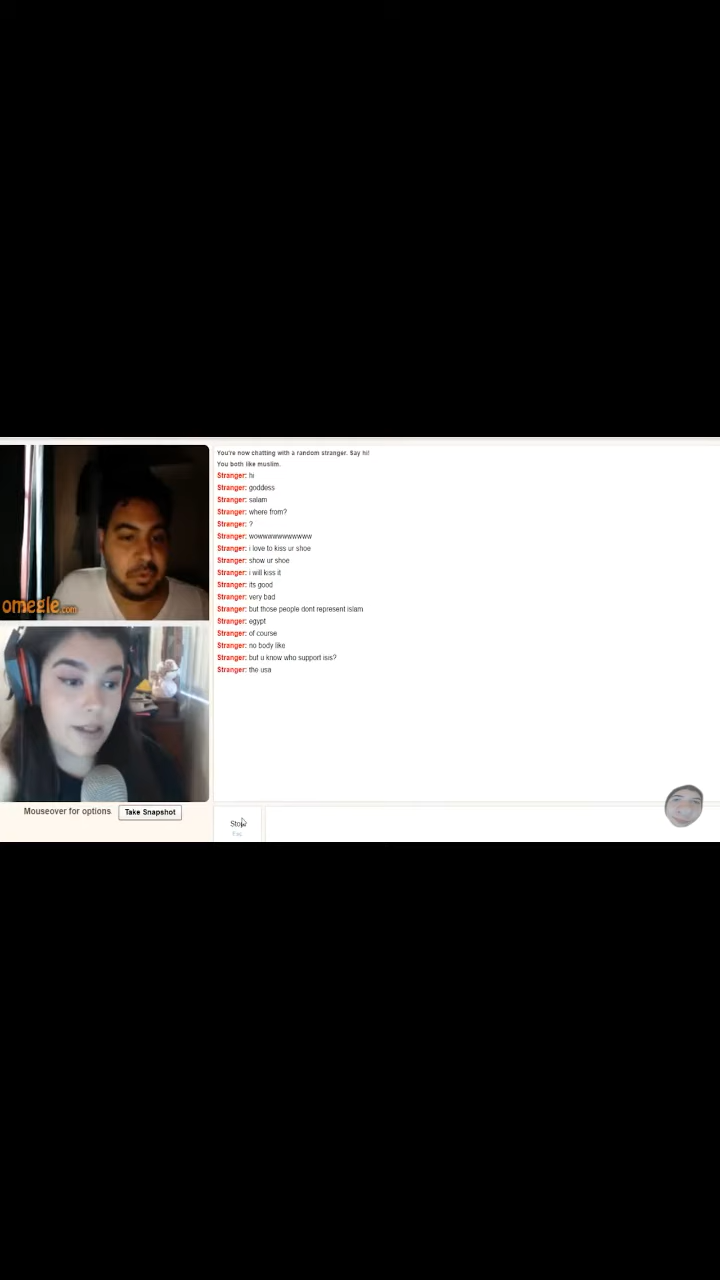 You're now chatting with a random stranger. Say hi!
You both like muslim.
Stranger: hi
Stranger: goddess
Stranger: salam
Stranger: where from?
Stranger: ?
Stranger: wowwwwwwwwwww
Stranger: i love to kiss ur shoe
Stranger: show ur shoe
Stranger: i will kiss it
Stranger: its good
Stranger: very bad
Stranger: but those people dont represent islam
Stranger: egypt
Stranger: of course
Stranger: no body like
Stranger: but u know who support isis?
Stranger: the usa
omegle.com
Mouseover for options
Take Snapshot
Stop
Esc